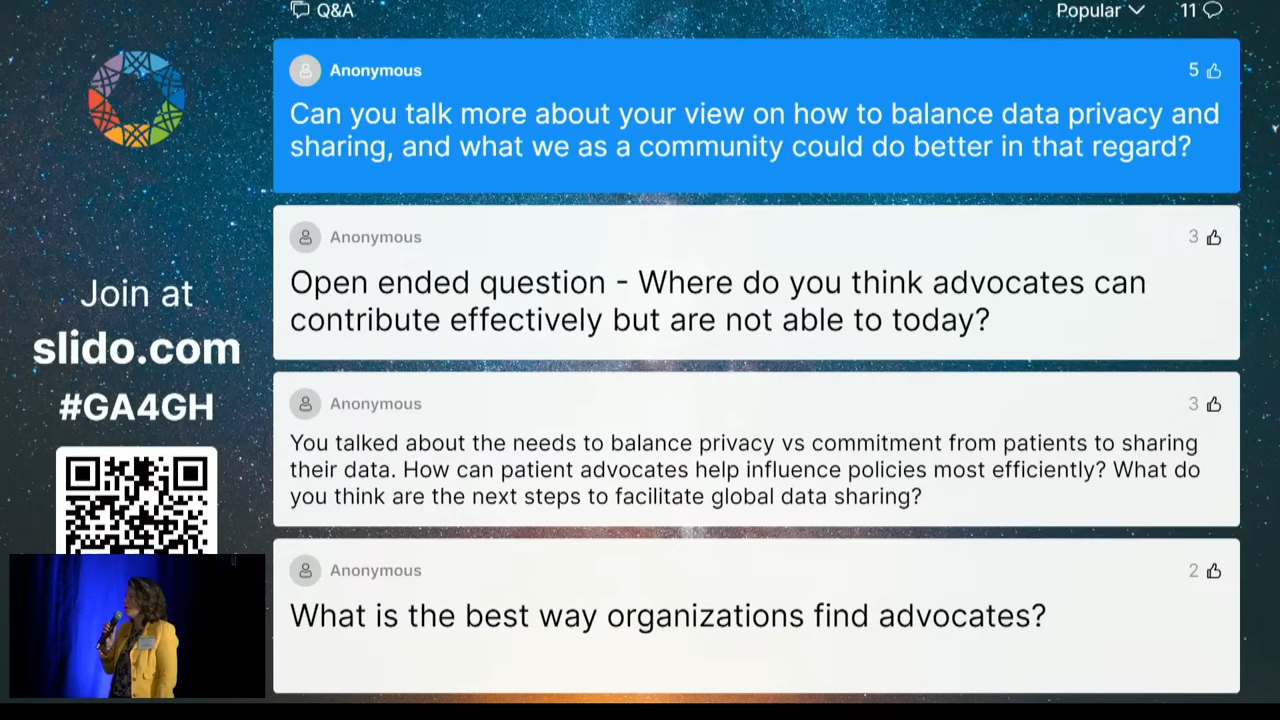 Q&A
Popular
11
Anonymous
5
Can you talk more about your view on how to balance data privacy and
sharing, and what we as a community could do better in that regard?
Anonymous
3
Open ended question - Where do you think advocates can
contribute effectively but are not able to today?
Join at
slido.com
#GA4GH
Anonymous
3
You talked about the needs to balance privacy vs commitment from patients to sharing
their data. How can patient advocates help influence policies most efficiently? What do
you think are the next steps to facilitate global data sharing?
Anonymous
2
What is the best way organizations find advocates?